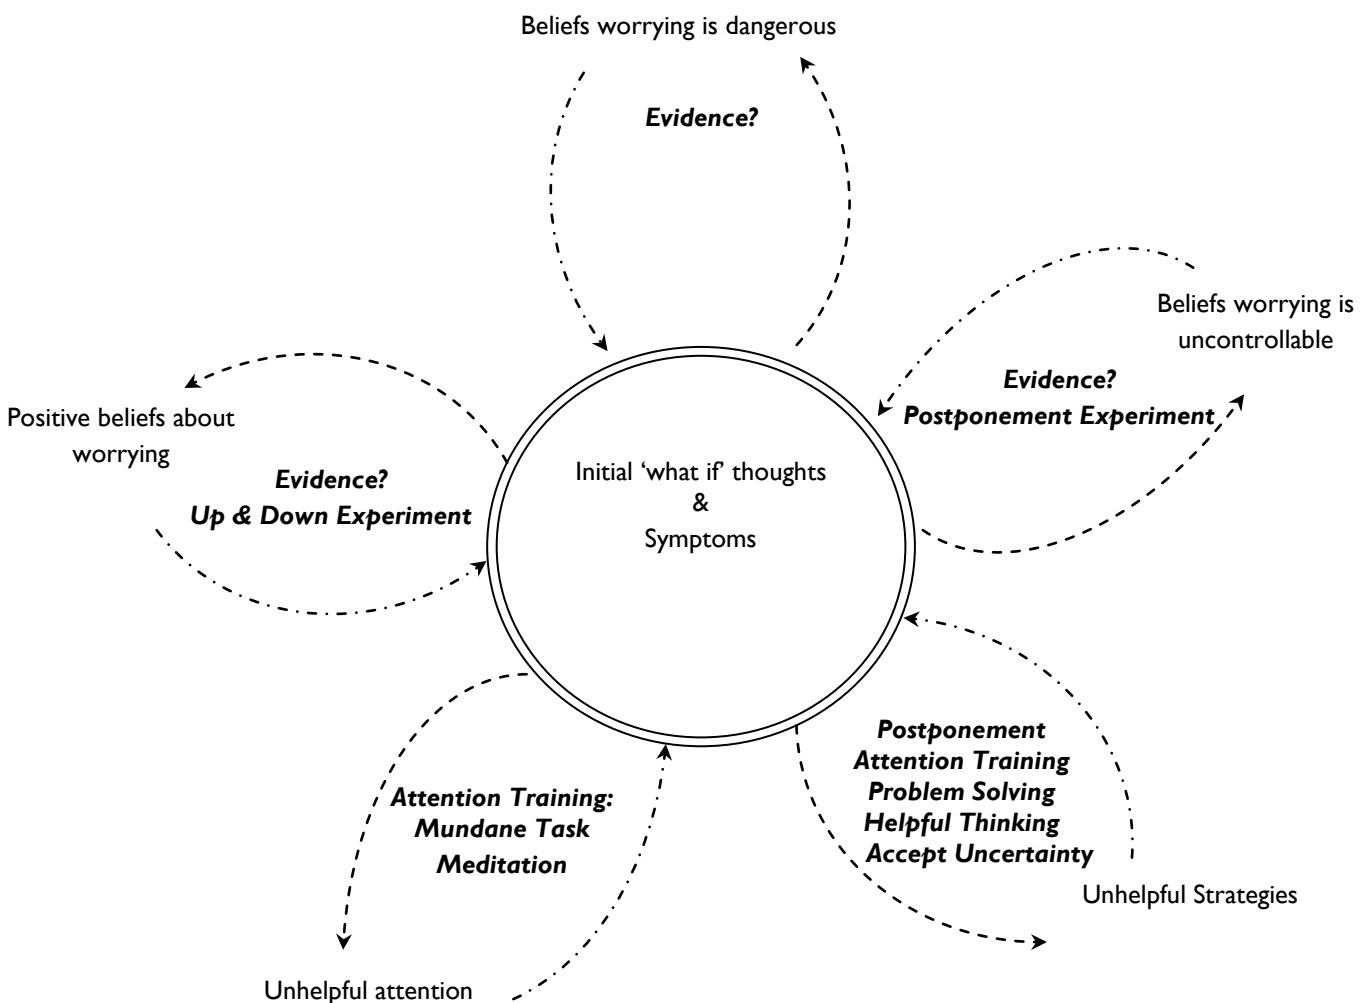 Beliefs worrying is dangerous
Evidence?
Beliefs worrying is
uncontrollable
Evidence?
Postponement Experiment
Positive beliefs about
worrying
Evidence?
Up & Down Experiment
Initial ‘what if’ thoughts
&
Symptoms
Postponement
Attention Training
Problem Solving
Helpful Thinking
Accept Uncertainty
Unhelpful Strategies
Attention Training:
Mundane Task
Meditation
Unhelpful attention